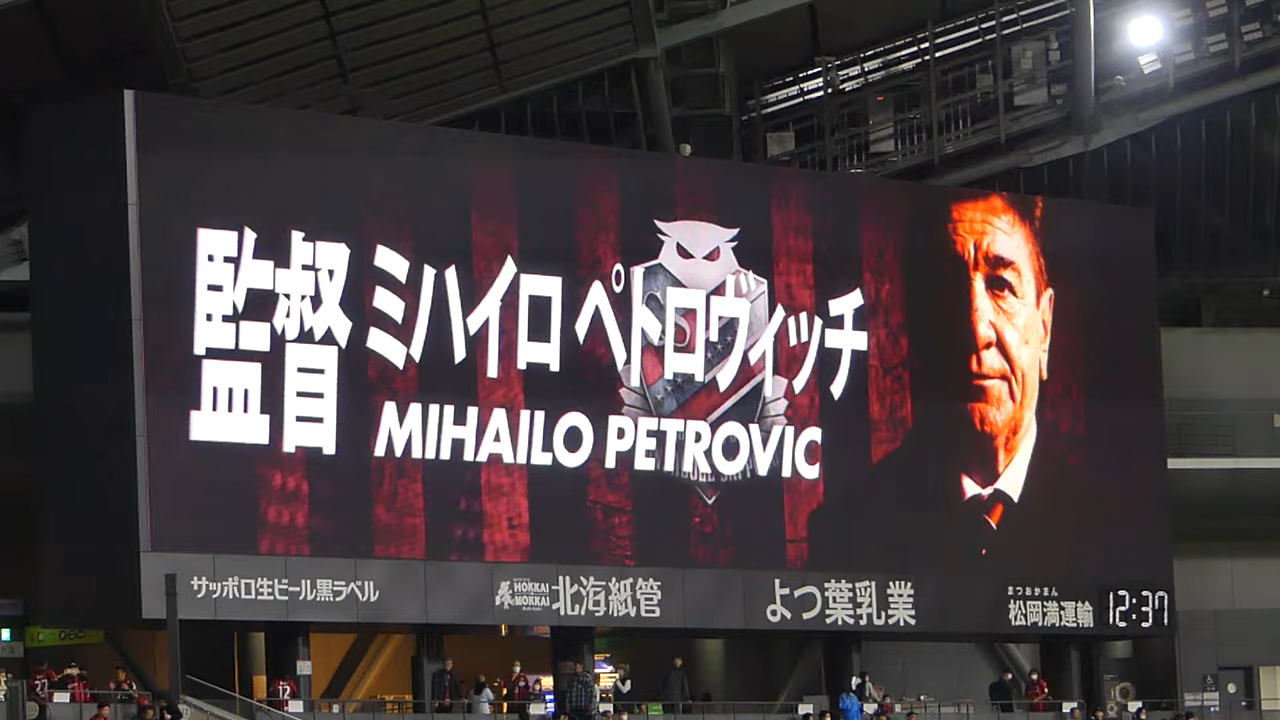 監督 ミハイロ ペトロヴィッチ
MIHAILO PETROVIC
サッポロ生ビール黒ラベル
HOKKAI
MOKKAI
北海紙管
よつ葉乳業
まつおかまん
松岡満運輸
12:37
27
12